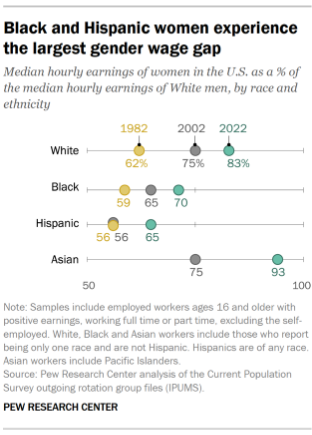 Black and Hispanic women experience
the largest gender wage gap
Median hourly earnings of women in the U.S. as a % of
the median hourly earnings of White men, by race and
ethnicity
1982 2002 2022
White
62% 75% 83%
Black
59 65 70
Hispanic
56 56 65
Asian
75 93
50 100
Note: Samples include employed workers ages 16 and older with
positive earnings, working full time or part time, excluding the self-
employed. White, Black and Asian workers include those who report
being only one race and are not Hispanic. Hispanics are of any race.
Asian workers include Pacific Islanders.
Source: Pew Research Center analysis of the Current Population
Survey outgoing rotation group files (IPUMS).
PEW RESEARCH CENTER